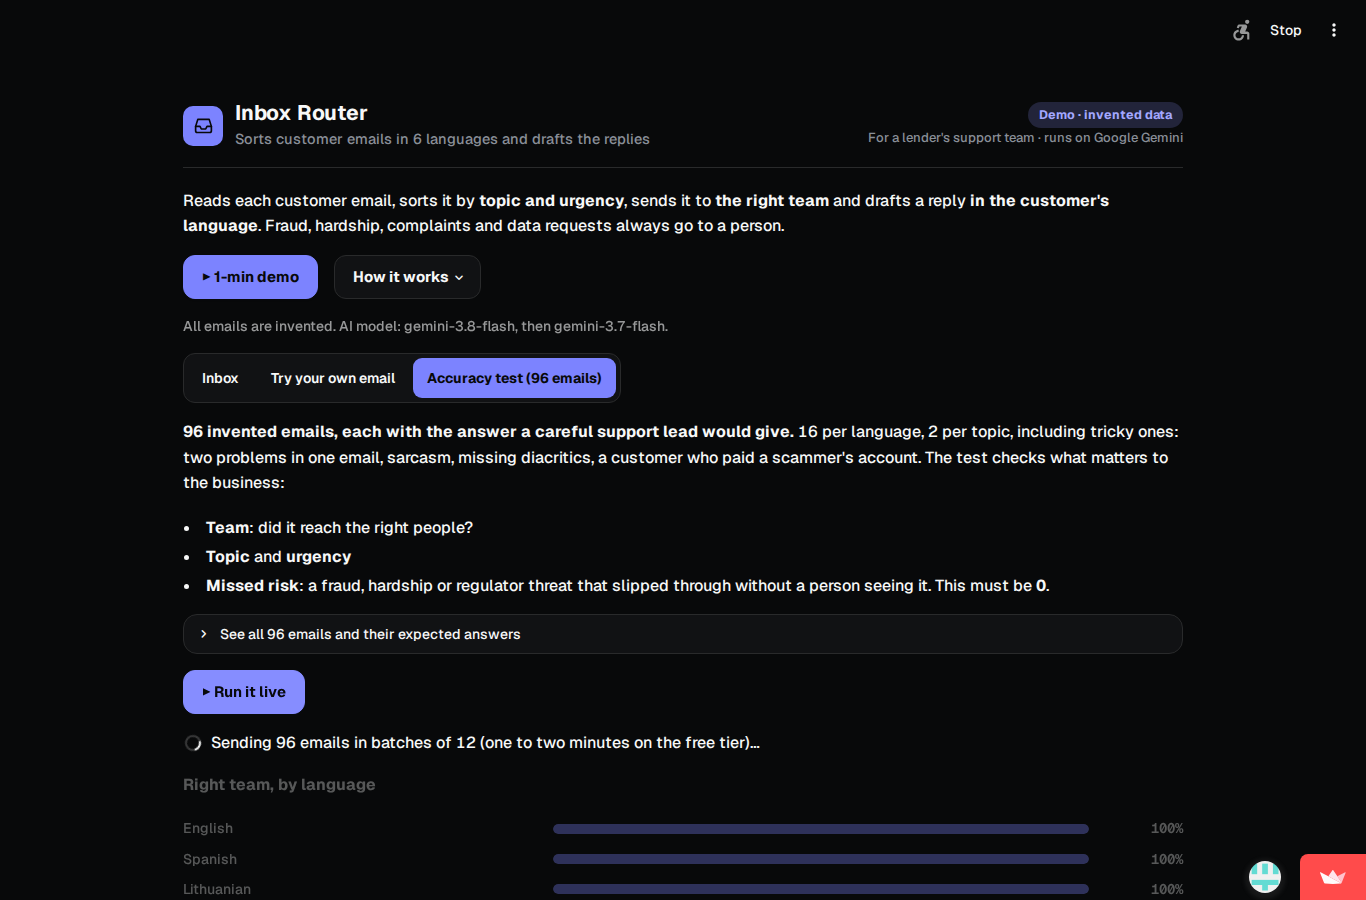 Stop
Inbox Router
Sorts customer emails in 6 languages and drafts the replies
Demo · invented data
For a lender's support team · runs on Google Gemini
Reads each customer email, sorts it by topic and urgency, sends it to the right team and drafts a reply in the customer's
language. Fraud, hardship, complaints and data requests always go to a person.
▸ 1-min demo
How it works
All emails are invented. AI model: gemini-3.8-flash, then gemini-3.7-flash.
Inbox
Try your own email
Accuracy test (96 emails)
96 invented emails, each with the answer a careful support lead would give. 16 per language, 2 per topic, including tricky ones:
two problems in one email, sarcasm, missing diacritics, a customer who paid a scammer's account. The test checks what matters to
the business:
• Team: did it reach the right people?
• Topic and urgency
• Missed risk: a fraud, hardship or regulator threat that slipped through without a person seeing it. This must be 0.
See all 96 emails and their expected answers
▸ Run it live
Sending 96 emails in batches of 12 (one to two minutes on the free tier)...
Right team, by language
English 100%
Spanish 100%
Lithuanian 100%